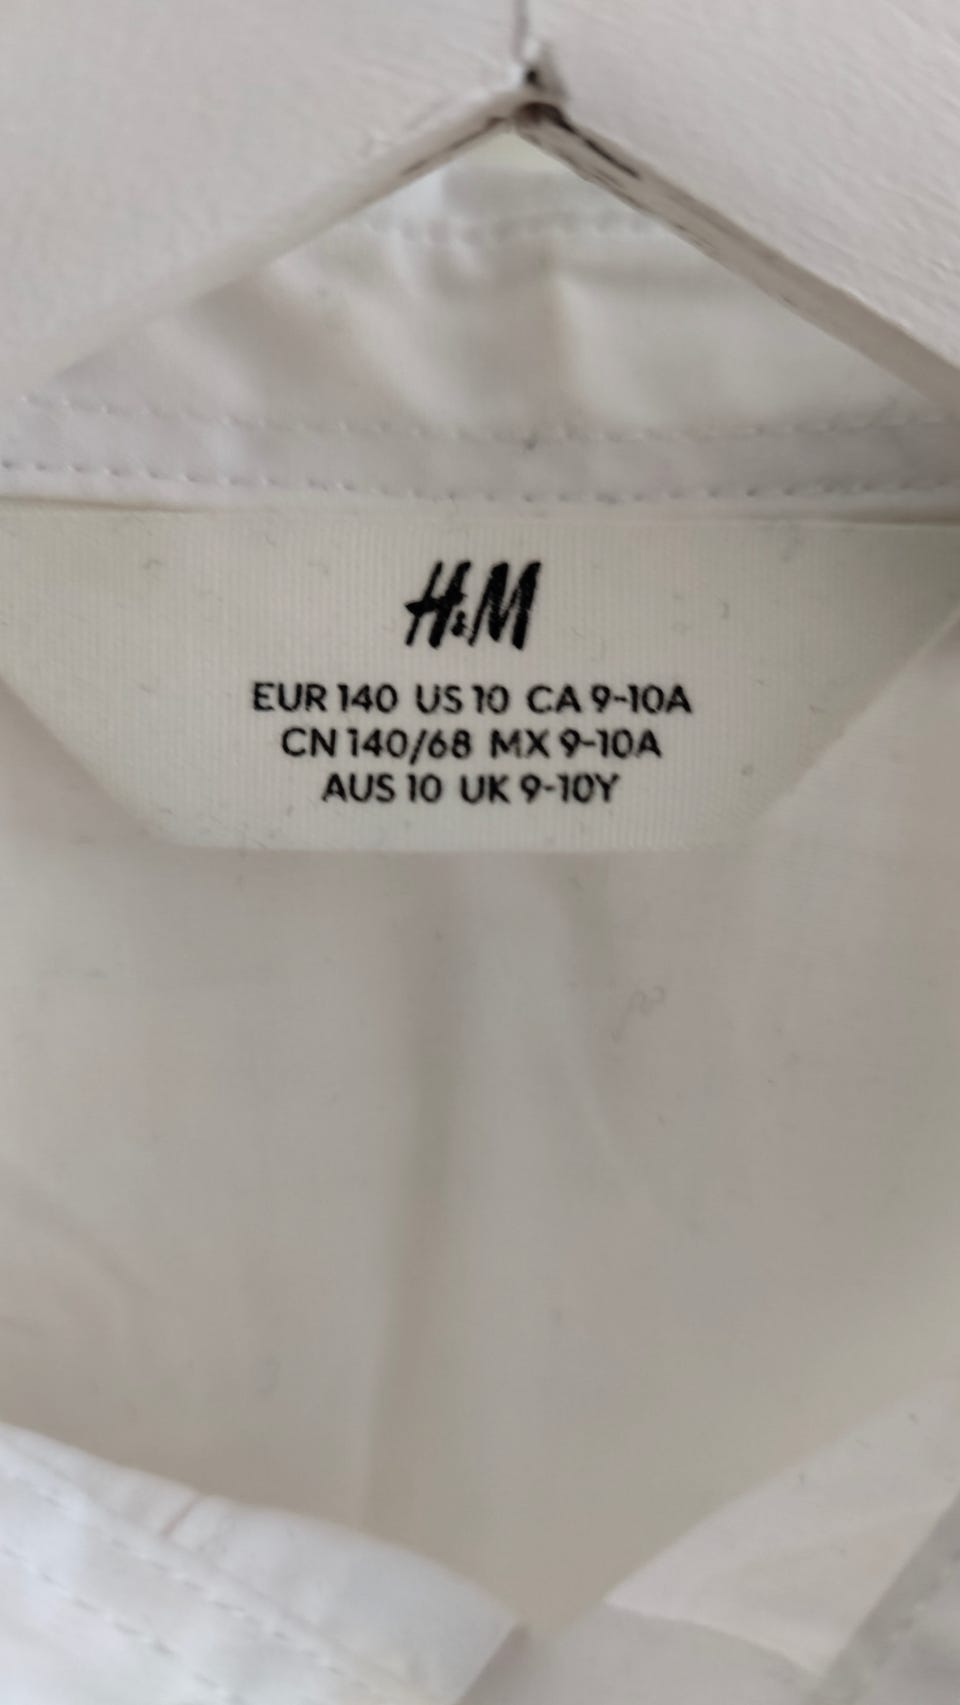 H&M
EUR 140 US 10 CA 9-10A
CN 140/68 MX 9-10A
AUS 10 UK 9-10Y